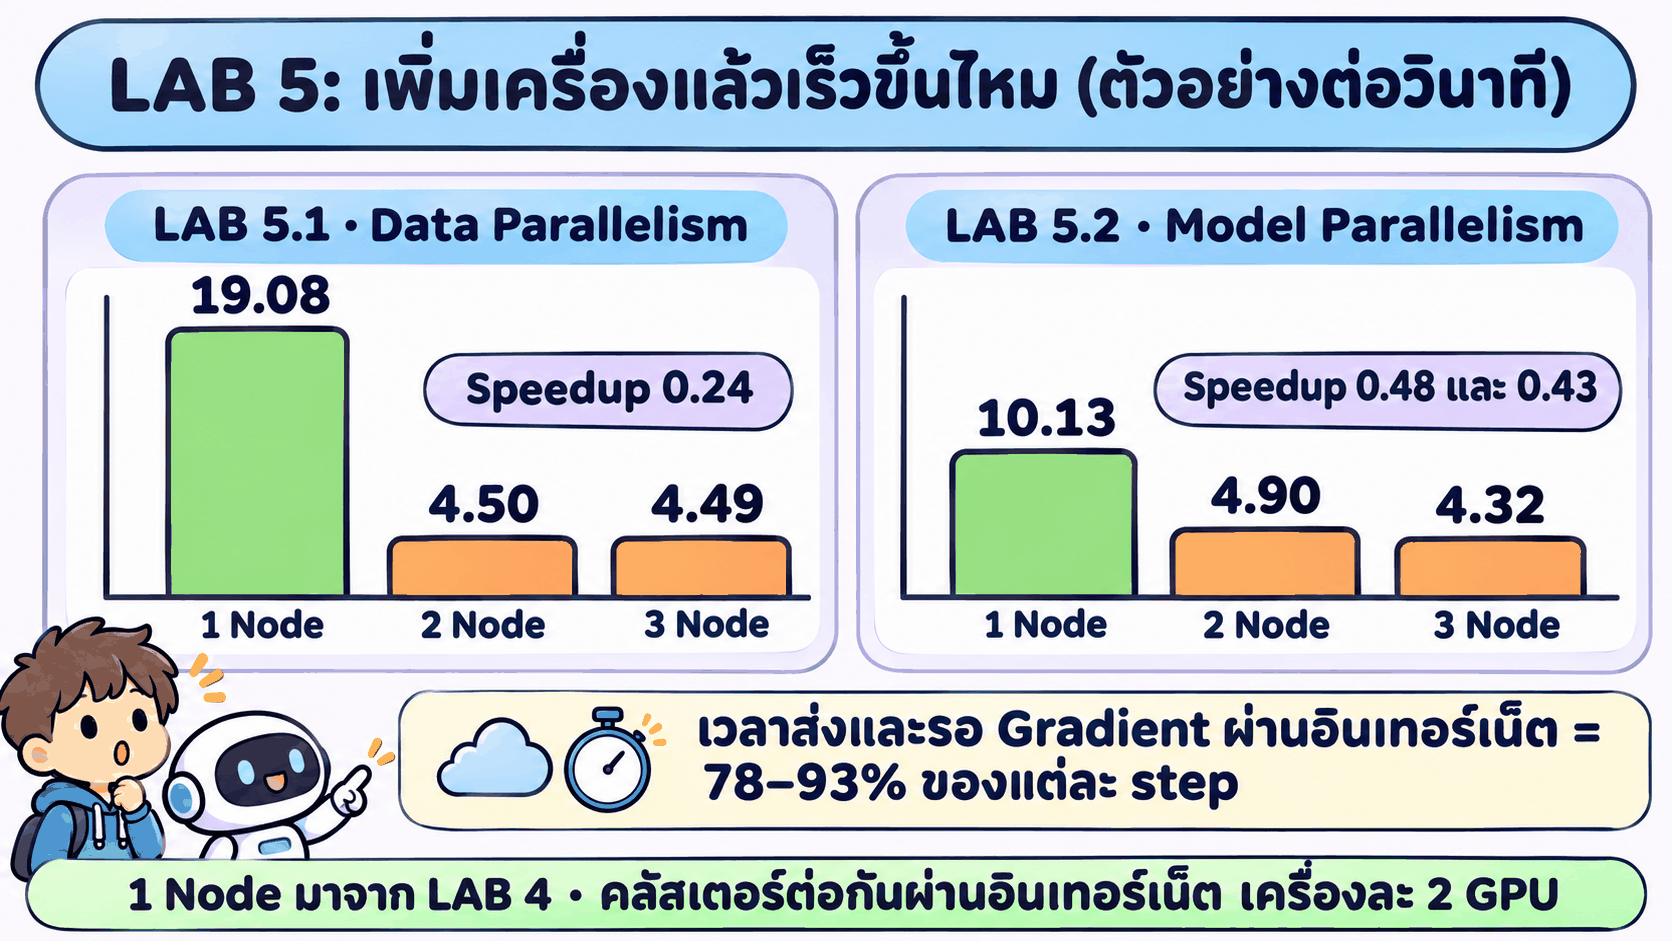 LAB 5: เพิ่มเครื่องแล้วเร็วขึ้นไหม (ตัวอย่างต่อวินาที)
LAB 5.1 • Data Parallelism
19.08
Speedup 0.24
4.50
4.49
1 Node
2 Node
3 Node
LAB 5.2 • Model Parallelism
Speedup 0.48 และ 0.43
10.13
4.90
4.32
1 Node
2 Node
3 Node
เวลาส่งและรอ Gradient ผ่านอินเทอร์เน็ต =
78–93% ของแต่ละ step
1 Node มาจาก LAB 4 • คลัสเตอร์ต่อกันผ่านอินเทอร์เน็ต เครื่องละ 2 GPU